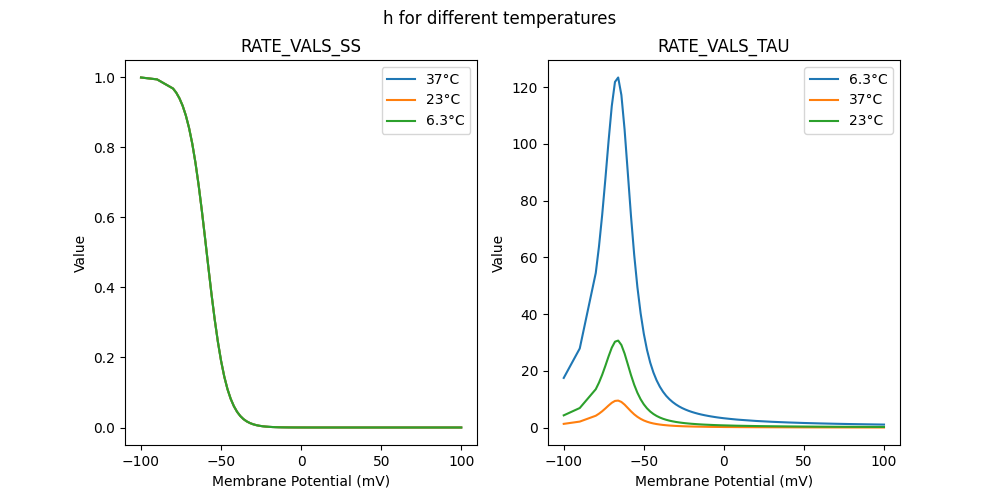 h for different temperatures
RATE_VALS_SS
1.0
0.8
0.6
0.4
0.2
0.0
Value
−100
−50
0
50
100
Membrane Potential (mV)
37°C
23°C
6.3°C
RATE_VALS_TAU
120
100
80
60
40
20
0
Value
−100
−50
0
50
100
Membrane Potential (mV)
6.3°C
37°C
23°C